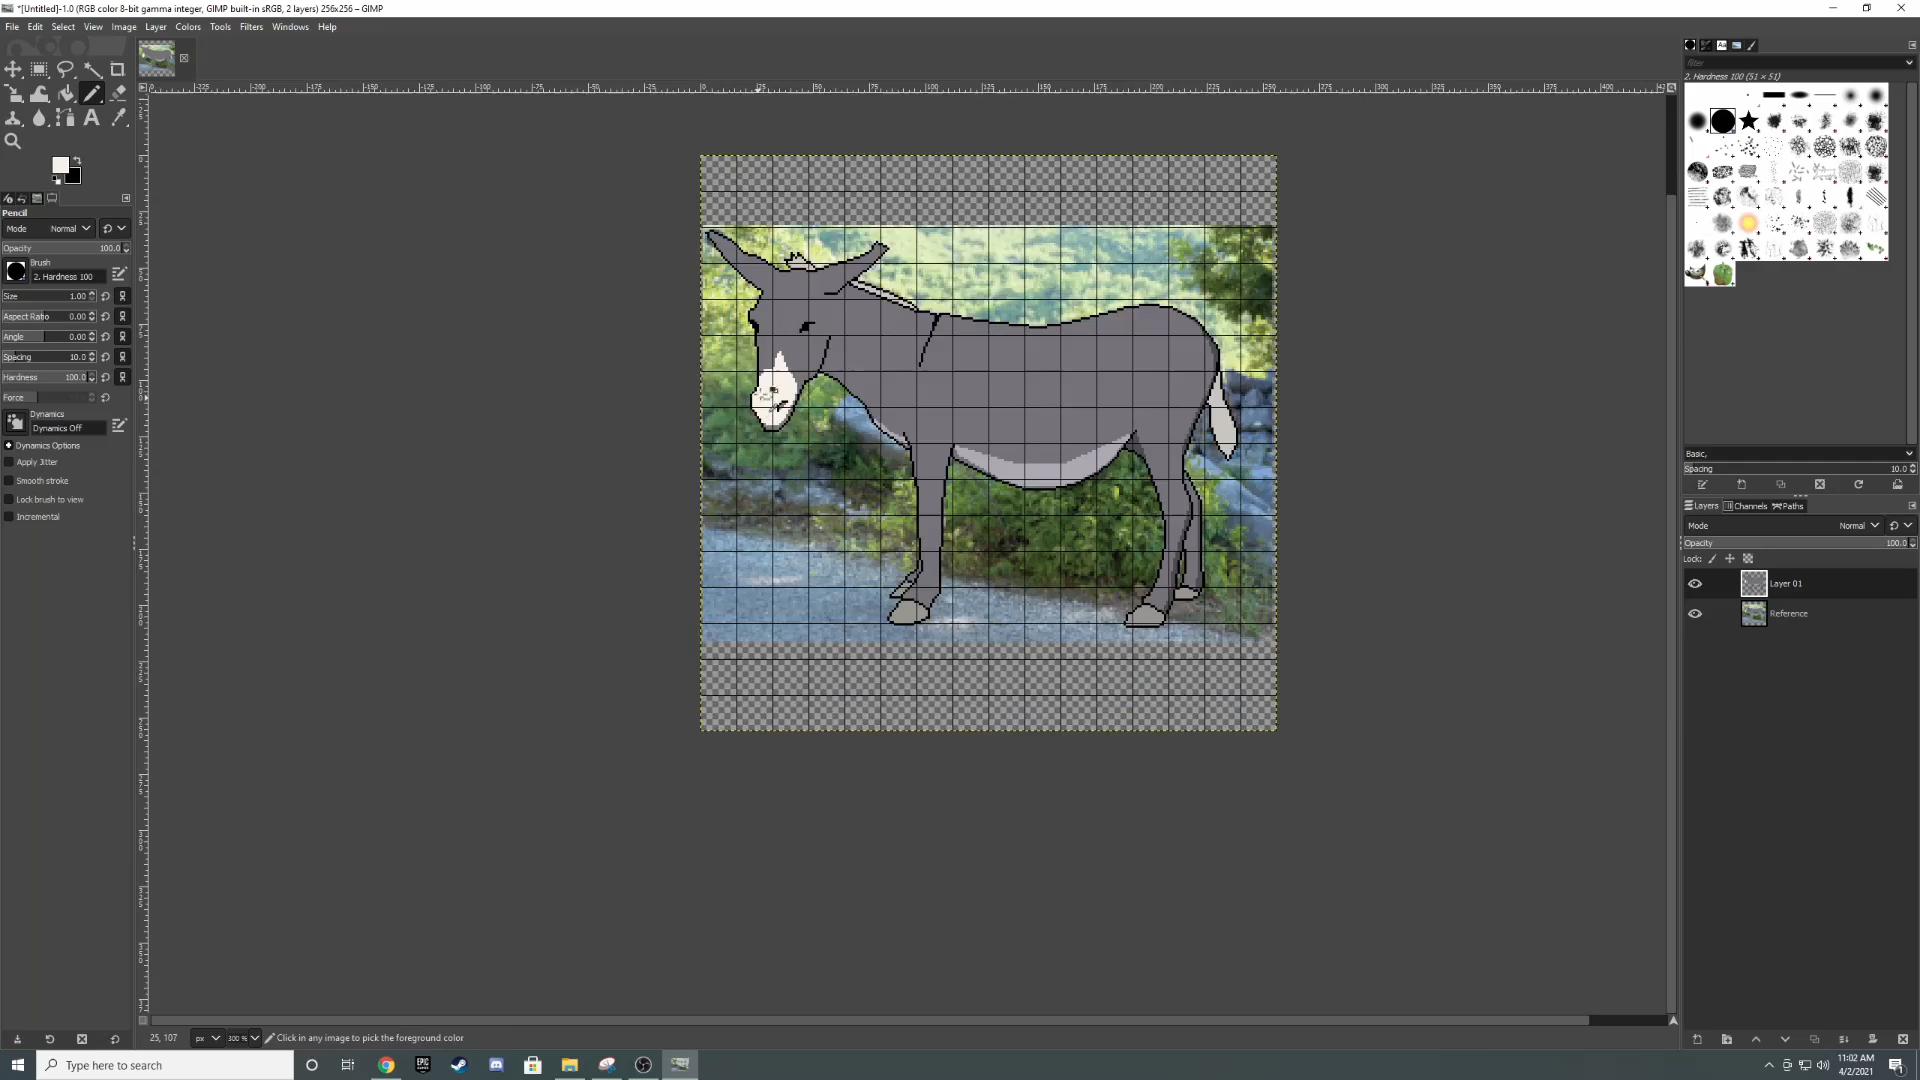 *[Untitled]-1.0 (RGB color 8-bit gamma integer, GIMP built-in sRGB, 2 layers) 256x256 – GIMP
File Edit Select View Image Layer Colors Tools Filters Windows Help
filter
2. Hardness 100 (51 × 51)
Pencil
Mode Normal
Opacity 100.0
Brush
2. Hardness 100
Size 1.00
Aspect Ratio 0.00
Angle 0.00
Spacing 10.0
Hardness 100.0
Force
Dynamics
Dynamics Off
Dynamics Options
Apply Jitter
Smooth stroke
Lock brush to view
Incremental
Basic,
Spacing 10.0
Layers Channels Paths
Mode Normal
Opacity 100.0
Lock:
Layer 01
Reference
25, 107 px 300 % Click in any image to pick the foreground color
Type here to search
EPIC
11:02 AM
4/2/2021